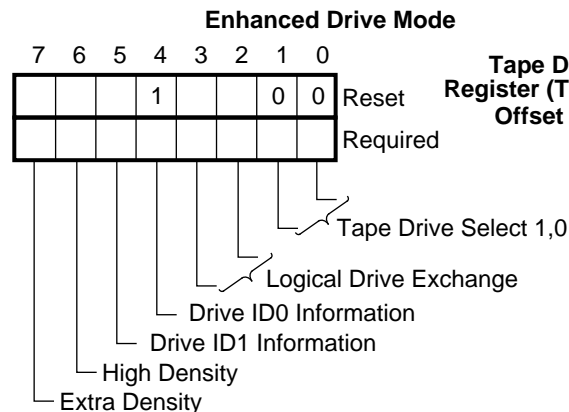 Enhanced Drive Mode
7 6 5 4 3 2 1 0
Tape D
1 0 0 Reset
Register (T
Offset
Required
Tape Drive Select 1,0
Logical Drive Exchange
Drive ID0 Information
Drive ID1 Information
High Density
Extra Density